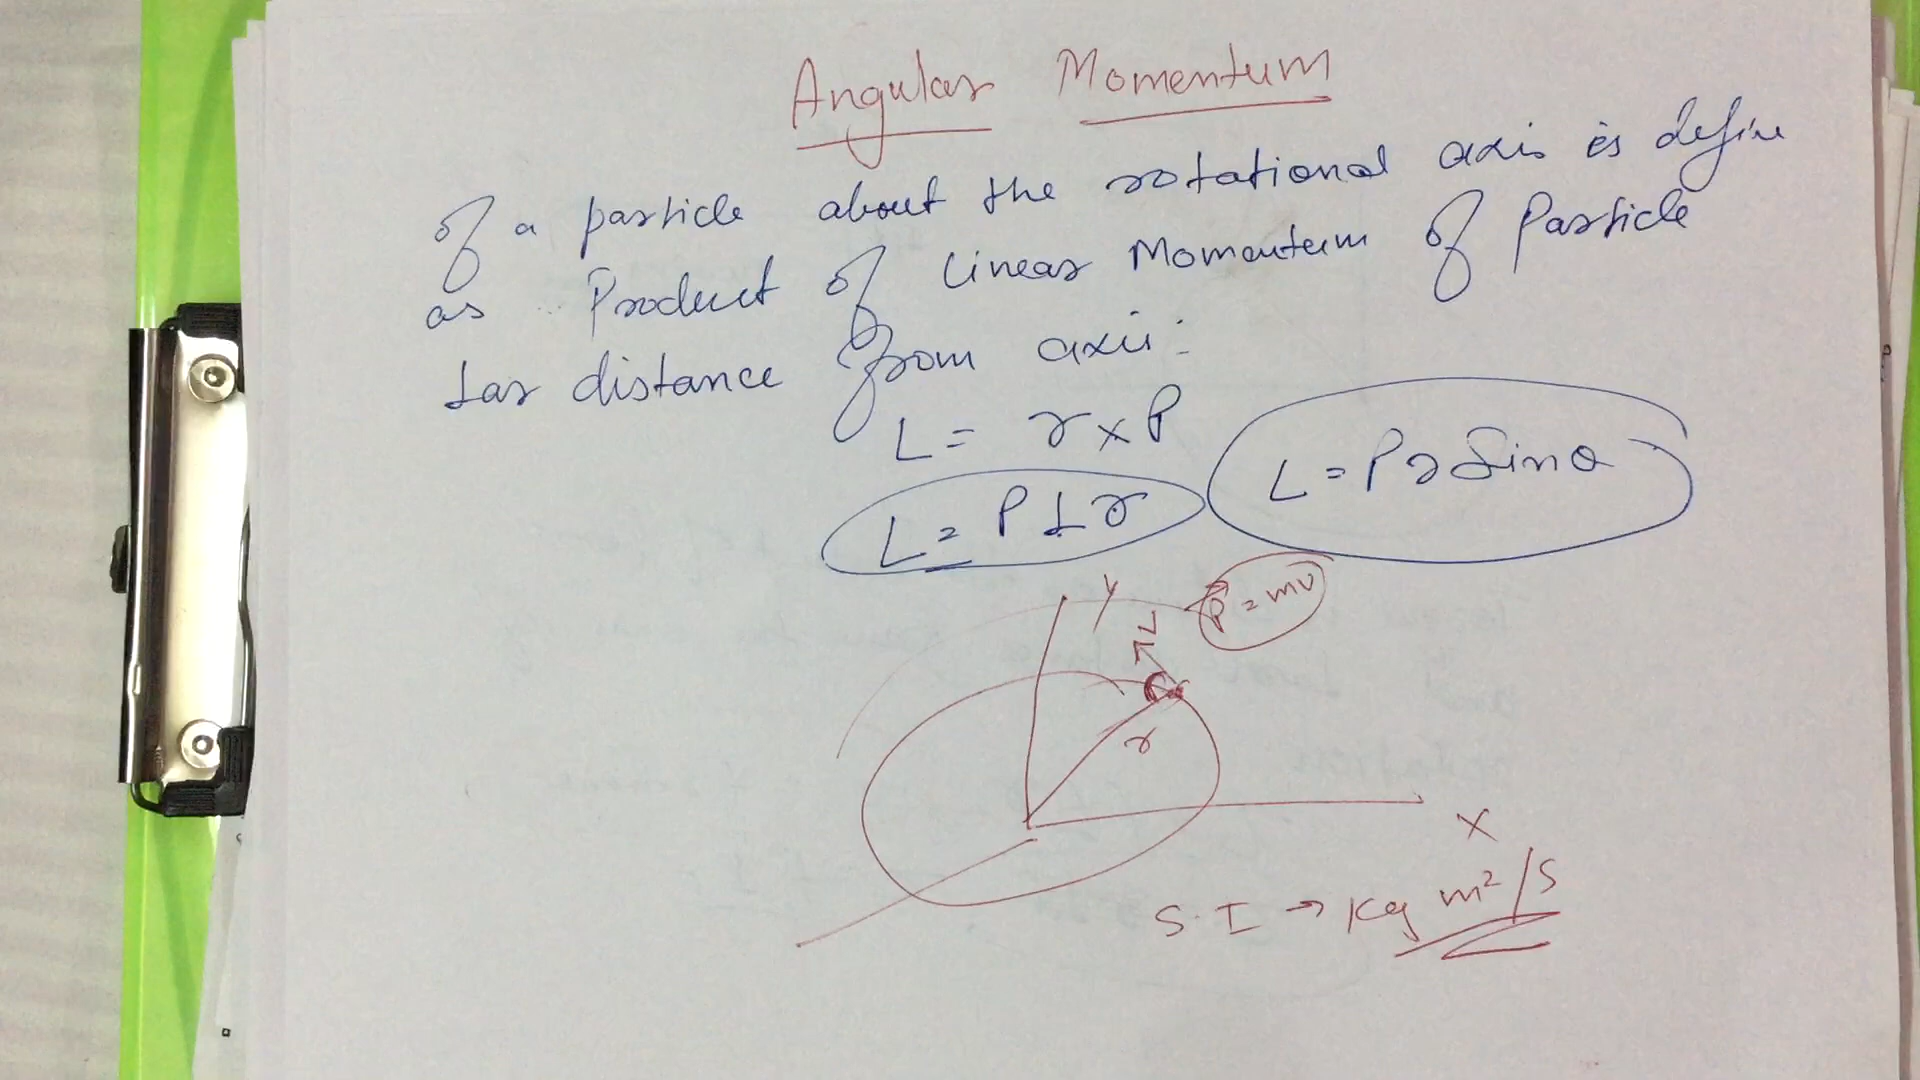 Angular Momentum
of a particle about the rotational axis is define
as Product of linear Momentum of Particle
Lar distance from axis:
L = r × P
L = P ⊥ r
L = P r Sin θ
Y
L
P = mv
r
X
S.I → Kg m²/S